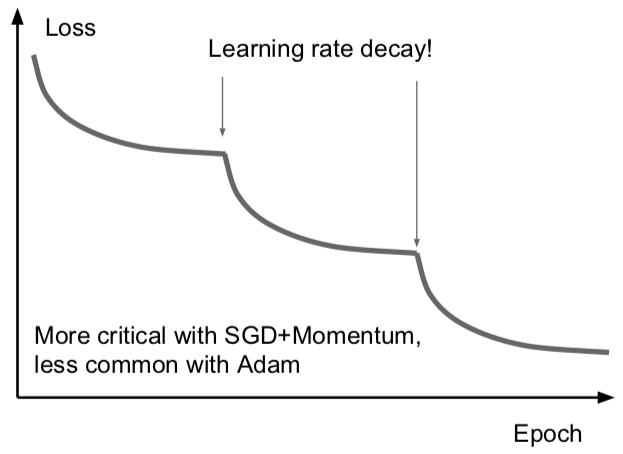 Loss
Learning rate decay!
More critical with SGD+Momentum,
less common with Adam
Epoch